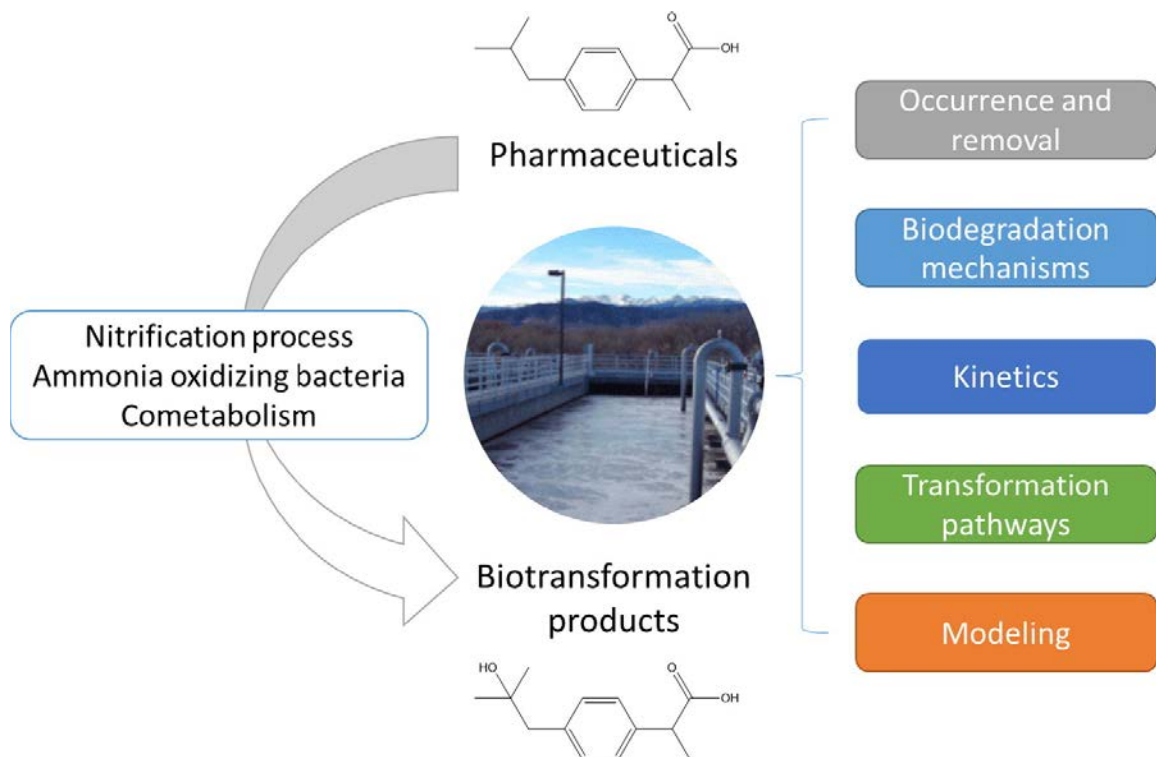 O
OH
Pharmaceuticals
Nitrification process
Ammonia oxidizing bacteria
Cometabolism
Biotransformation
products
HO
O
OH
Occurrence and
removal
Biodegradation
mechanisms
Kinetics
Transformation
pathways
Modeling